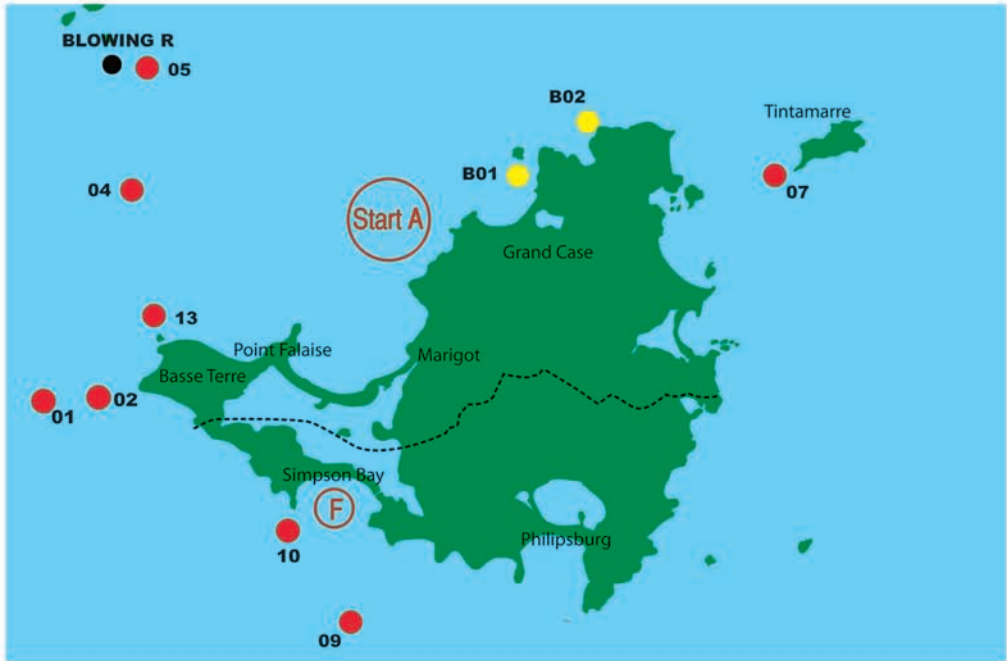 BLOWING R
05
B02
Tintamarre
B01
04
07
Start A
Grand Case
13
Point Falaise
Marigot
Basse Terre
01
02
Simpson Bay
F
Philipsburg
10
09